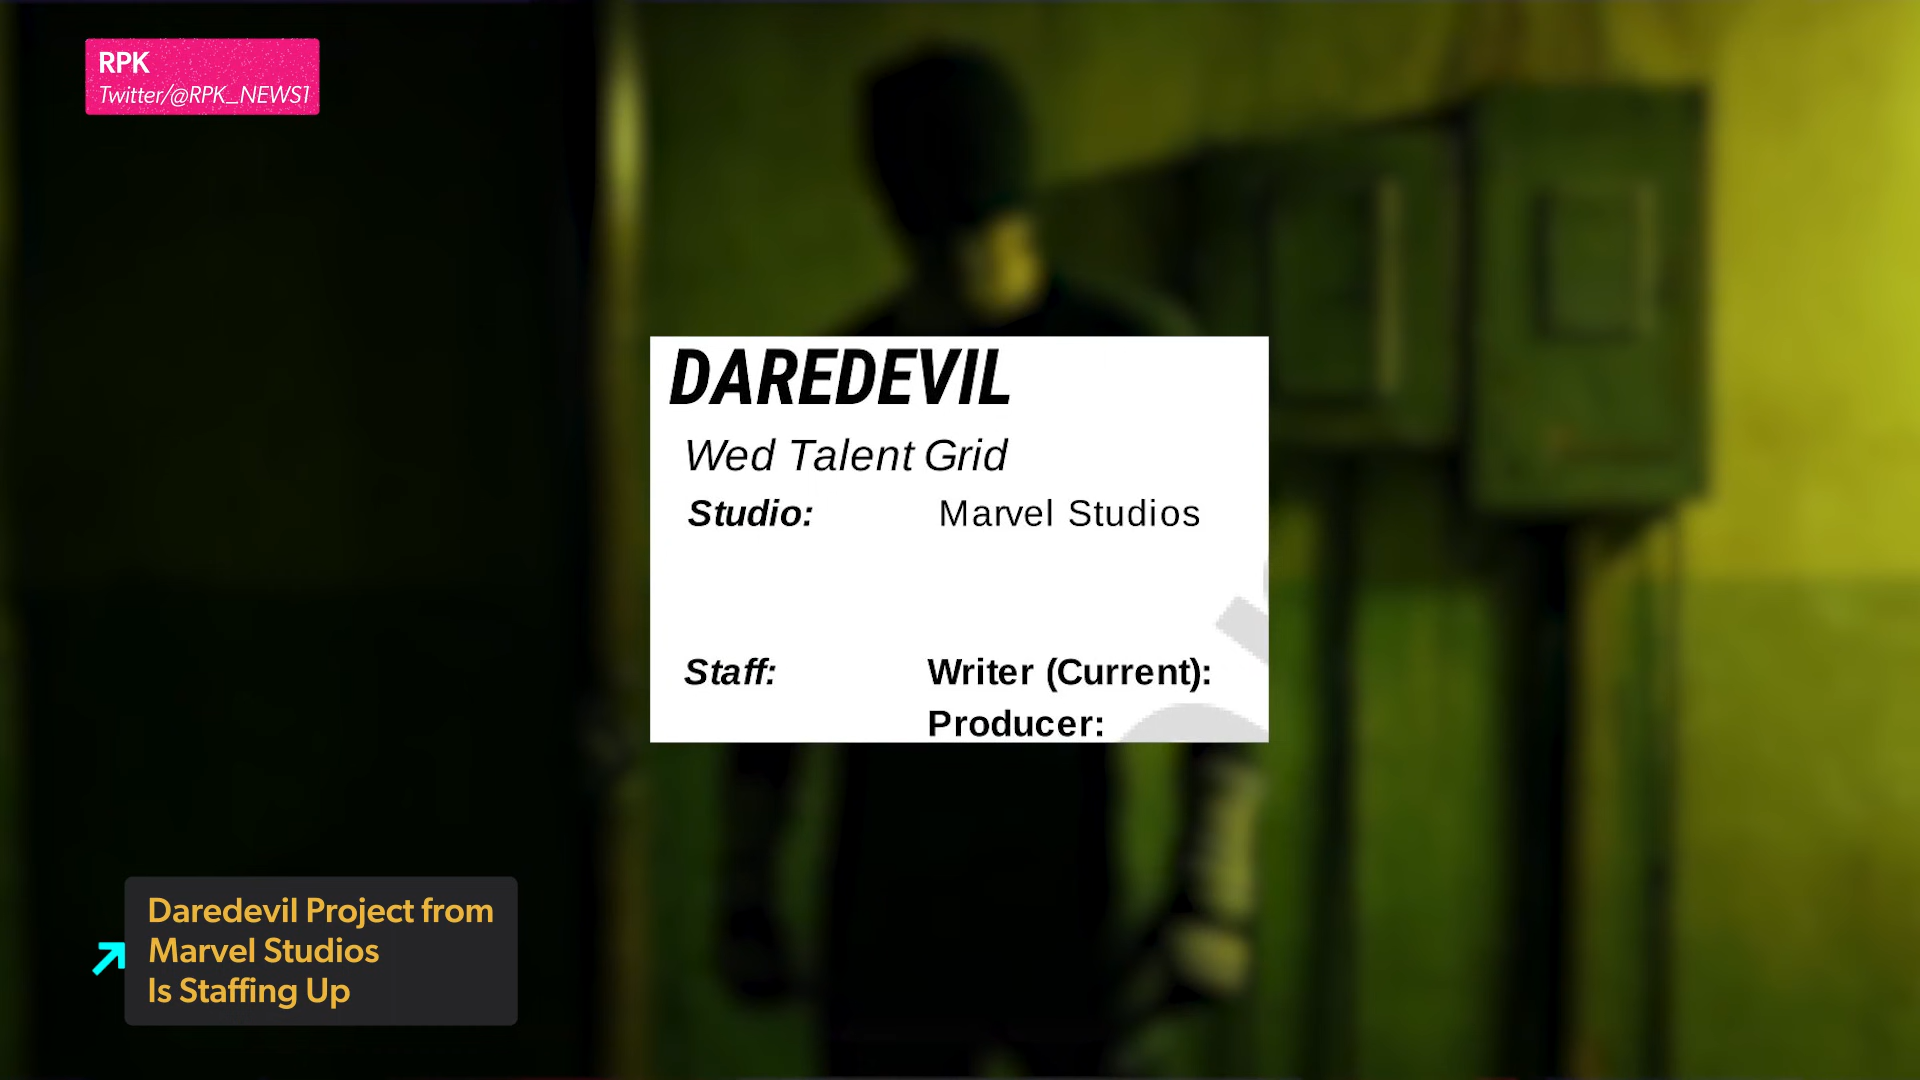 RPK
Twitter/@RPK_NEWS1
DAREDEVIL
Wed Talent Grid
Studio: Marvel Studios
Staff: Writer (Current):
Producer:
Daredevil Project from
Marvel Studios
Is Staffing Up